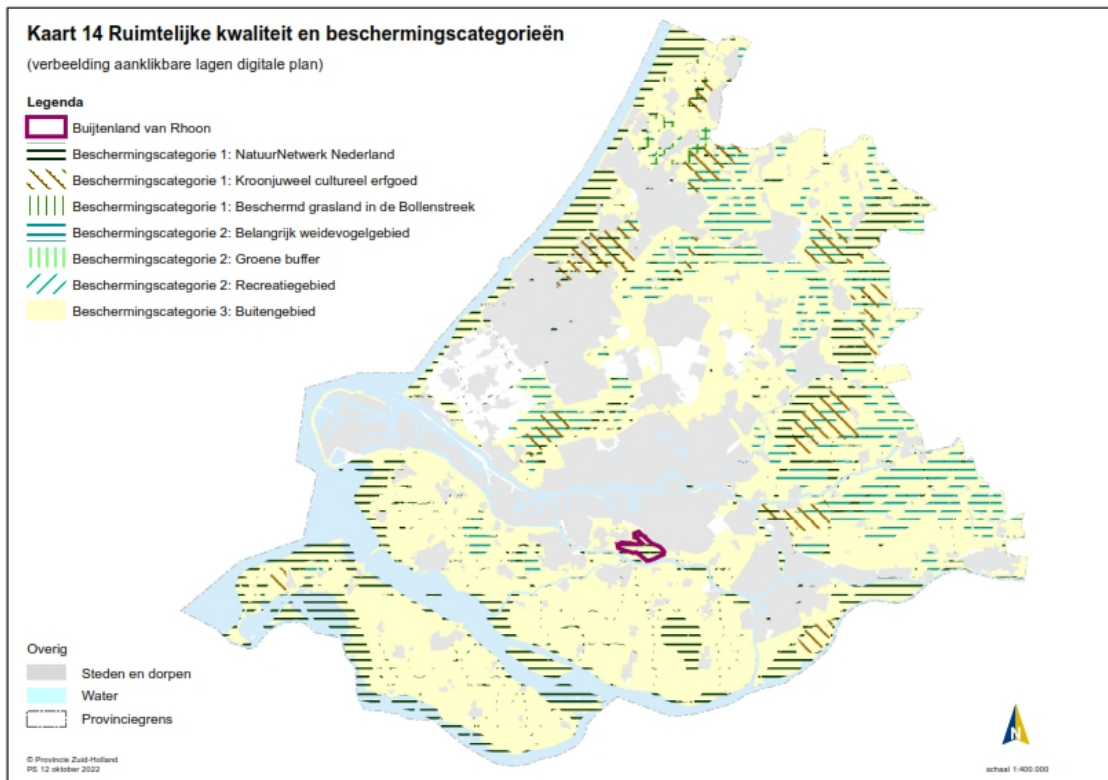 Kaart 14 Ruimtelijke kwaliteit en beschermingscategorieën
(verbeelding aanklikbare lagen digitale plan)
Legenda
Buijtenland van Rhoon
Beschermingscategorie 1: NatuurNetwerk Nederland
Beschermingscategorie 1: Kroonjuweel cultureel erfgoed
Beschermingscategorie 1: Beschermd grasland in de Bollenstreek
Beschermingscategorie 2: Belangrijk weidevogelgebied
Beschermingscategorie 2: Groene buffer
Beschermingscategorie 2: Recreatiegebied
Beschermingscategorie 3: Buitengebied
Overig
Steden en dorpen
Water
Provinciegrens
© Provincie Zuid-Holland
PS 12 oktober 2022
N
schaal 1:400.000